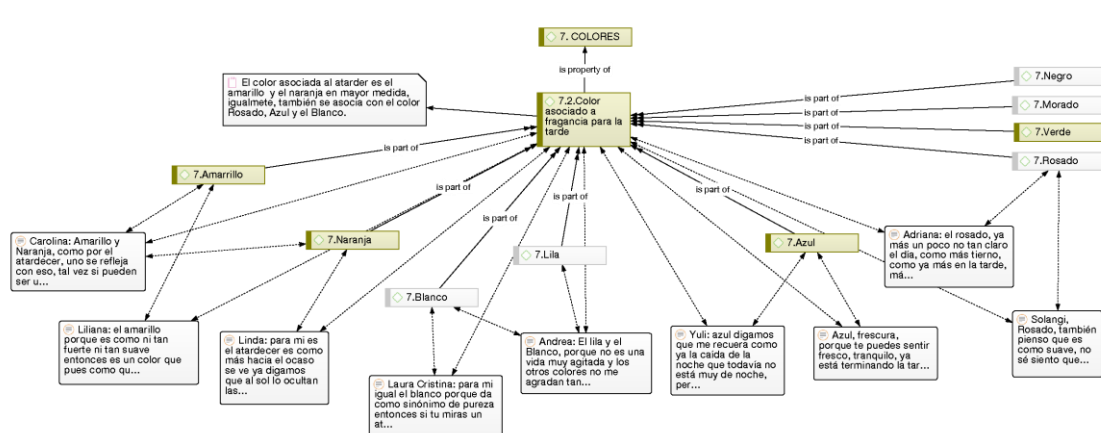 7. COLORES
is property of
El color asociada al atarder es el
amarillo y el naranja en mayor medida,
igualmete, también se asocia con el color
Rosado, Azul y el Blanco.
7.2.Color
asociado a
fragancia para la
tarde
7.Negro
is part of
7.Morado
is part of
7.Verde
is part of
7.Rosado
is part of
7.Amarrillo
is part of
7.Naranja
is part of
7.Lila
is part of
7.Blanco
is part of
7.Azul
is part of
Carolina: Amarillo y
Naranja, como por el
atardecer, uno se refleja
con eso, tal vez si pueden
ser u...
Adriana: el rosado, ya
más un poco no tan claro
el dia, como más tierno,
como ya más en la tarde,
má...
Liliana: el amarillo
porque es como ni tan
fuerte ni tan suave
entonces es un color que
pues como qu...
Linda: para mi es
el atardecer es como
más hacia el ocaso
se ve ya digamos
que al sol lo ocultan
las...
Laura Cristina: para mi
igual el blanco porque da
como sinónimo de pureza
entonces si tu miras un
at...
Andrea: El lila y el
Blanco, porque no es una
vida muy agitada y los
otros colores no me
agradan tan...
Yuli: azul digamos
que me recuera como
ya la caida de la
noche que todavía no
está muy de noche,
per...
Azul, frescura,
porque te puedes sentir
fresco, tranquilo, ya
está terminando la tar...
Solangi,
Rosado, también
pienso que es
como suave, no
sé siento que...